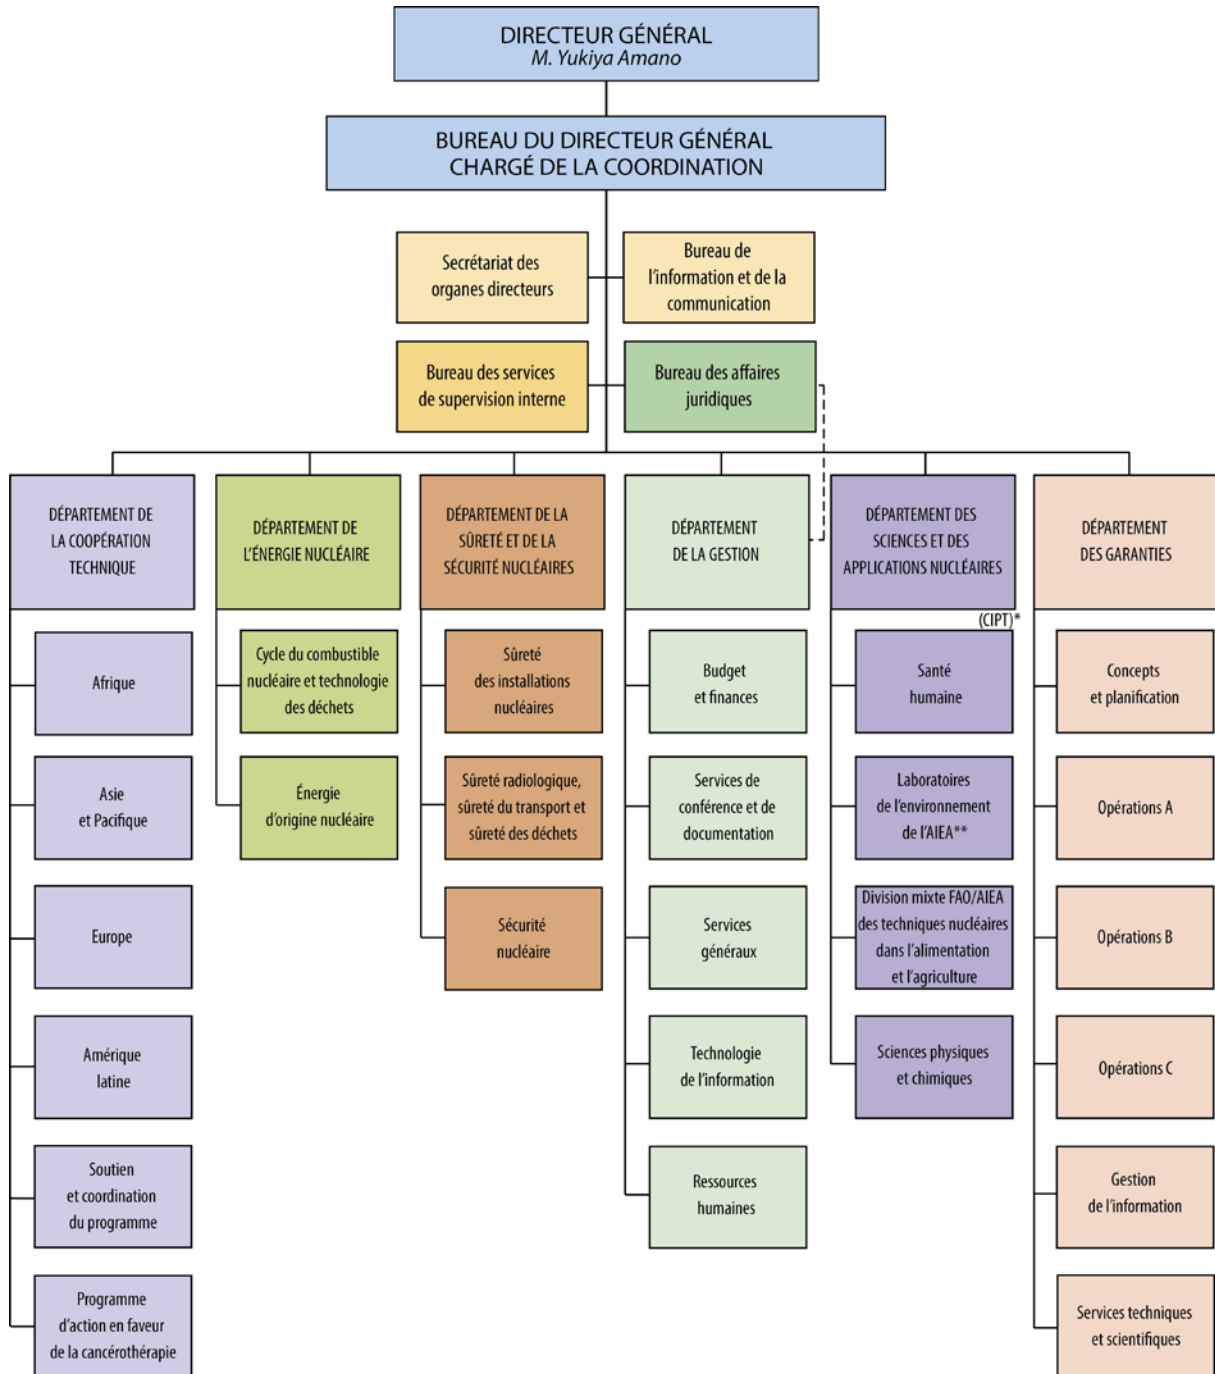 DIRECTEUR GÉNÉRAL
M. Yukiya Amano
BUREAU DU DIRECTEUR GÉNÉRAL
CHARGÉ DE LA COORDINATION
Secrétariat des
organes directeurs
Bureau de
l'information et de la
communication
Bureau des services
de supervision interne
Bureau des affaires
juridiques
DÉPARTEMENT DE
LA COOPÉRATION
TECHNIQUE
Afrique
Asie
et Pacifique
Europe
Amérique
latine
Soutien
et coordination
du programme
Programme
d'action en faveur
de la cancérothérapie
DÉPARTEMENT DE
L'ÉNERGIE NUCLÉAIRE
Cycle du combustible
nucléaire et technologie
des déchets
Énergie
d'origine nucléaire
DÉPARTEMENT DE LA
SÛRETÉ ET DE LA
SÉCURITÉ NUCLÉAIRES
Sûreté
des installations
nucléaires
Sûreté radiologique,
sûreté du transport et
sûreté des déchets
Sécurité
nucléaire
DÉPARTEMENT
DE LA GESTION
Budget
et finances
Services de
conférence et de
documentation
Services
généraux
Technologie
de l'information
Ressources
humaines
DÉPARTEMENT DES
SCIENCES ET DES
APPLICATIONS NUCLÉAIRES
(CIPT)*
Santé
humaine
Laboratoires
de l'environnement
de l'AIEA**
Division mixte FAO/AIEA
des techniques nucléaires
dans l'alimentation
et l'agriculture
Sciences physiques
et chimiques
DÉPARTEMENT
DES GARANTIES
Concepts
et planification
Opérations A
Opérations B
Opérations C
Gestion
de l'information
Services techniques
et scientifiques